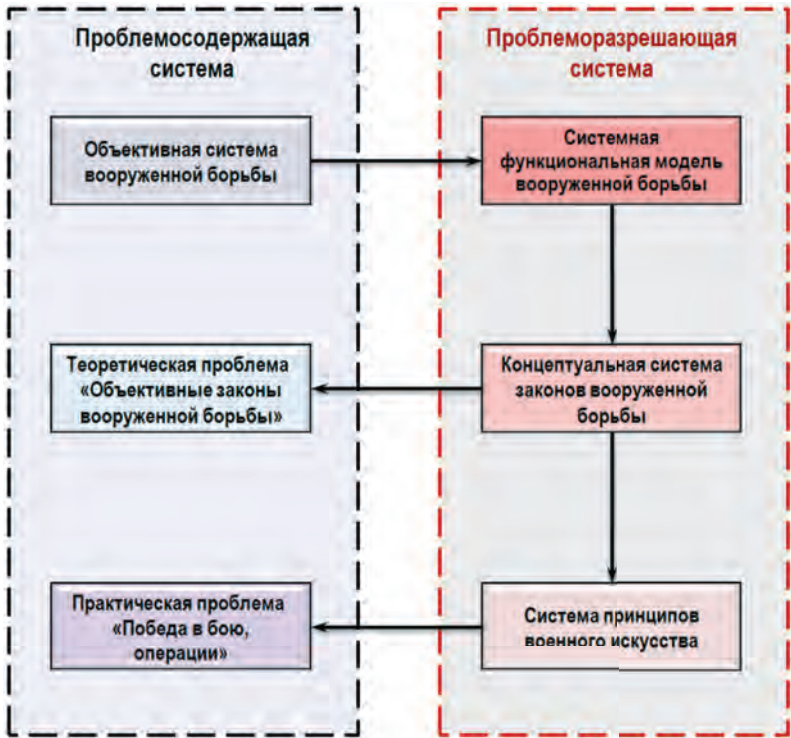 Проблемосодержащая
система
Проблеморазрешающая
система
Объективная система
вооруженной борьбы
Системная
функциональная модель
вооруженной борьбы
Теоретическая проблема
«Объективные законы
вооруженной борьбы»
Концептуальная система
законов вооруженной
борьбы
Практическая проблема
«Победа в бою,
операции»
Система принципов
военного искусства